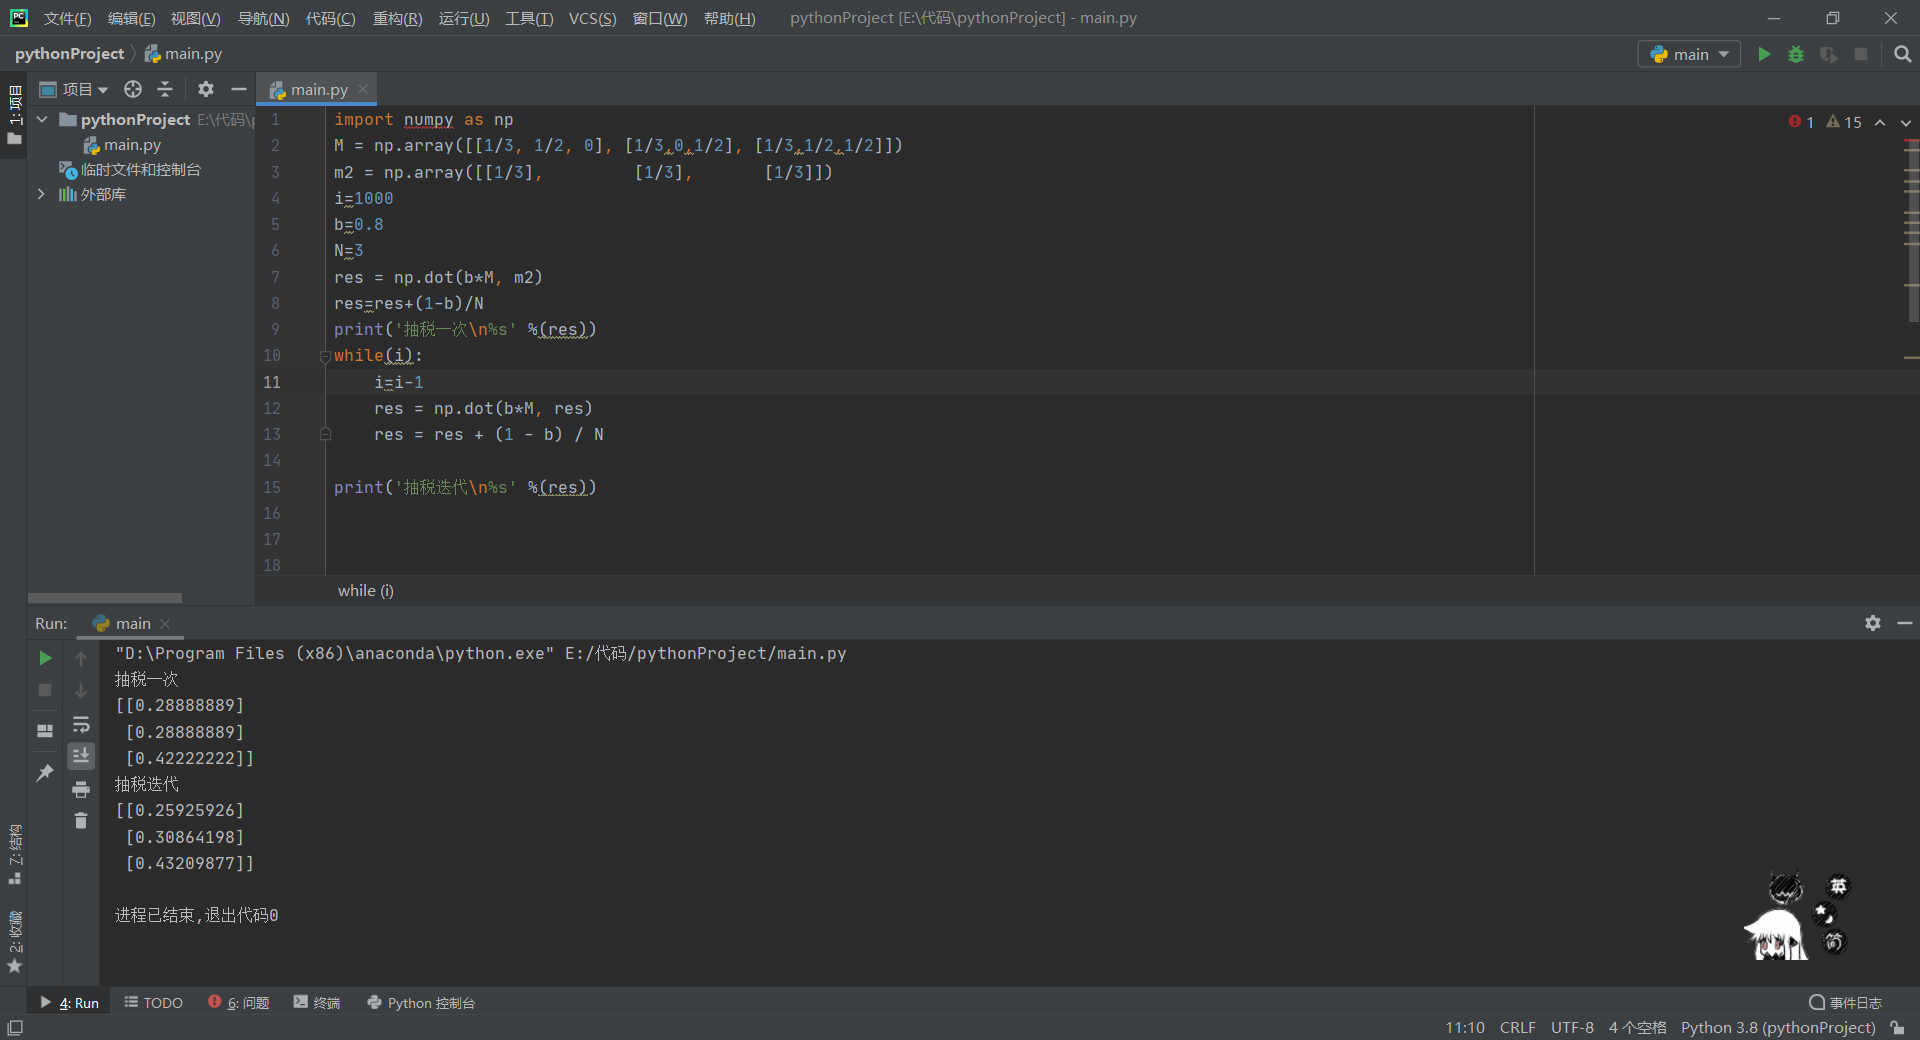 文件(F) 编辑(E) 视图(V) 导航(N) 代码(C) 重构(R) 运行(U) 工具(T) VCS(S) 窗口(W) 帮助(H) pythonProject [E:\代码\pythonProject] - main.py
pythonProject main.py
main
1: 项目
项目
main.py
pythonProject E:\代码\p
main.py
临时文件和控制台
外部库
1 15
1 import numpy as np
2 M = np.array([[1/3, 1/2, 0], [1/3,0,1/2], [1/3,1/2,1/2]])
3 m2 = np.array([[1/3],         [1/3],       [1/3]])
4 i=1000
5 b=0.8
6 N=3
7 res = np.dot(b*M, m2)
8 res=res+(1-b)/N
9 print('抽税一次\n%s' %(res))
10 while(i):
11     i=i-1
12     res = np.dot(b*M, res)
13     res = res + (1 - b) / N
14
15 print('抽税迭代\n%s' %(res))
16
17
18
while (i)
Run: main
"D:\Program Files (x86)\anaconda\python.exe" E:/代码/pythonProject/main.py
抽税一次
[[0.28888889]
 [0.28888889]
 [0.42222222]]
抽税迭代
[[0.25925926]
 [0.30864198]
 [0.43209877]]
进程已结束,退出代码0
7: 结构
2: 收藏
英
4: Run TODO 6: 问题 终端 Python 控制台 事件日志
11:10 CRLF UTF-8 4 个空格 Python 3.8 (pythonProject)